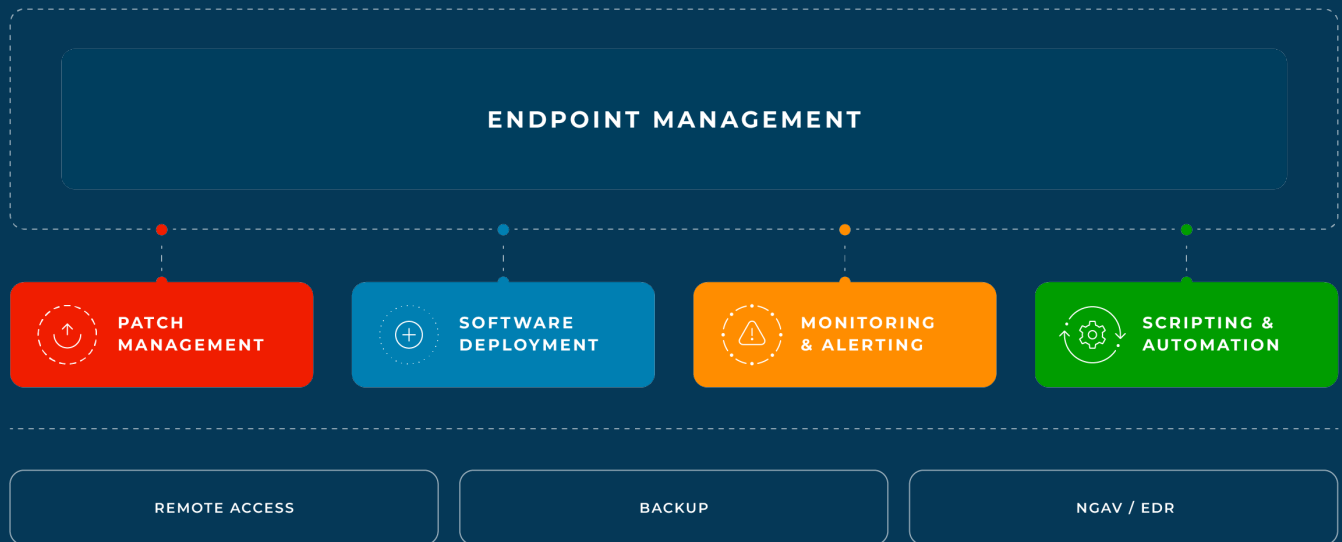 ENDPOINT MANAGEMENT
PATCH
MANAGEMENT
SOFTWARE
DEPLOYMENT
MONITORING
& ALERTING
SCRIPTING &
AUTOMATION
REMOTE ACCESS
BACKUP
NGAV / EDR